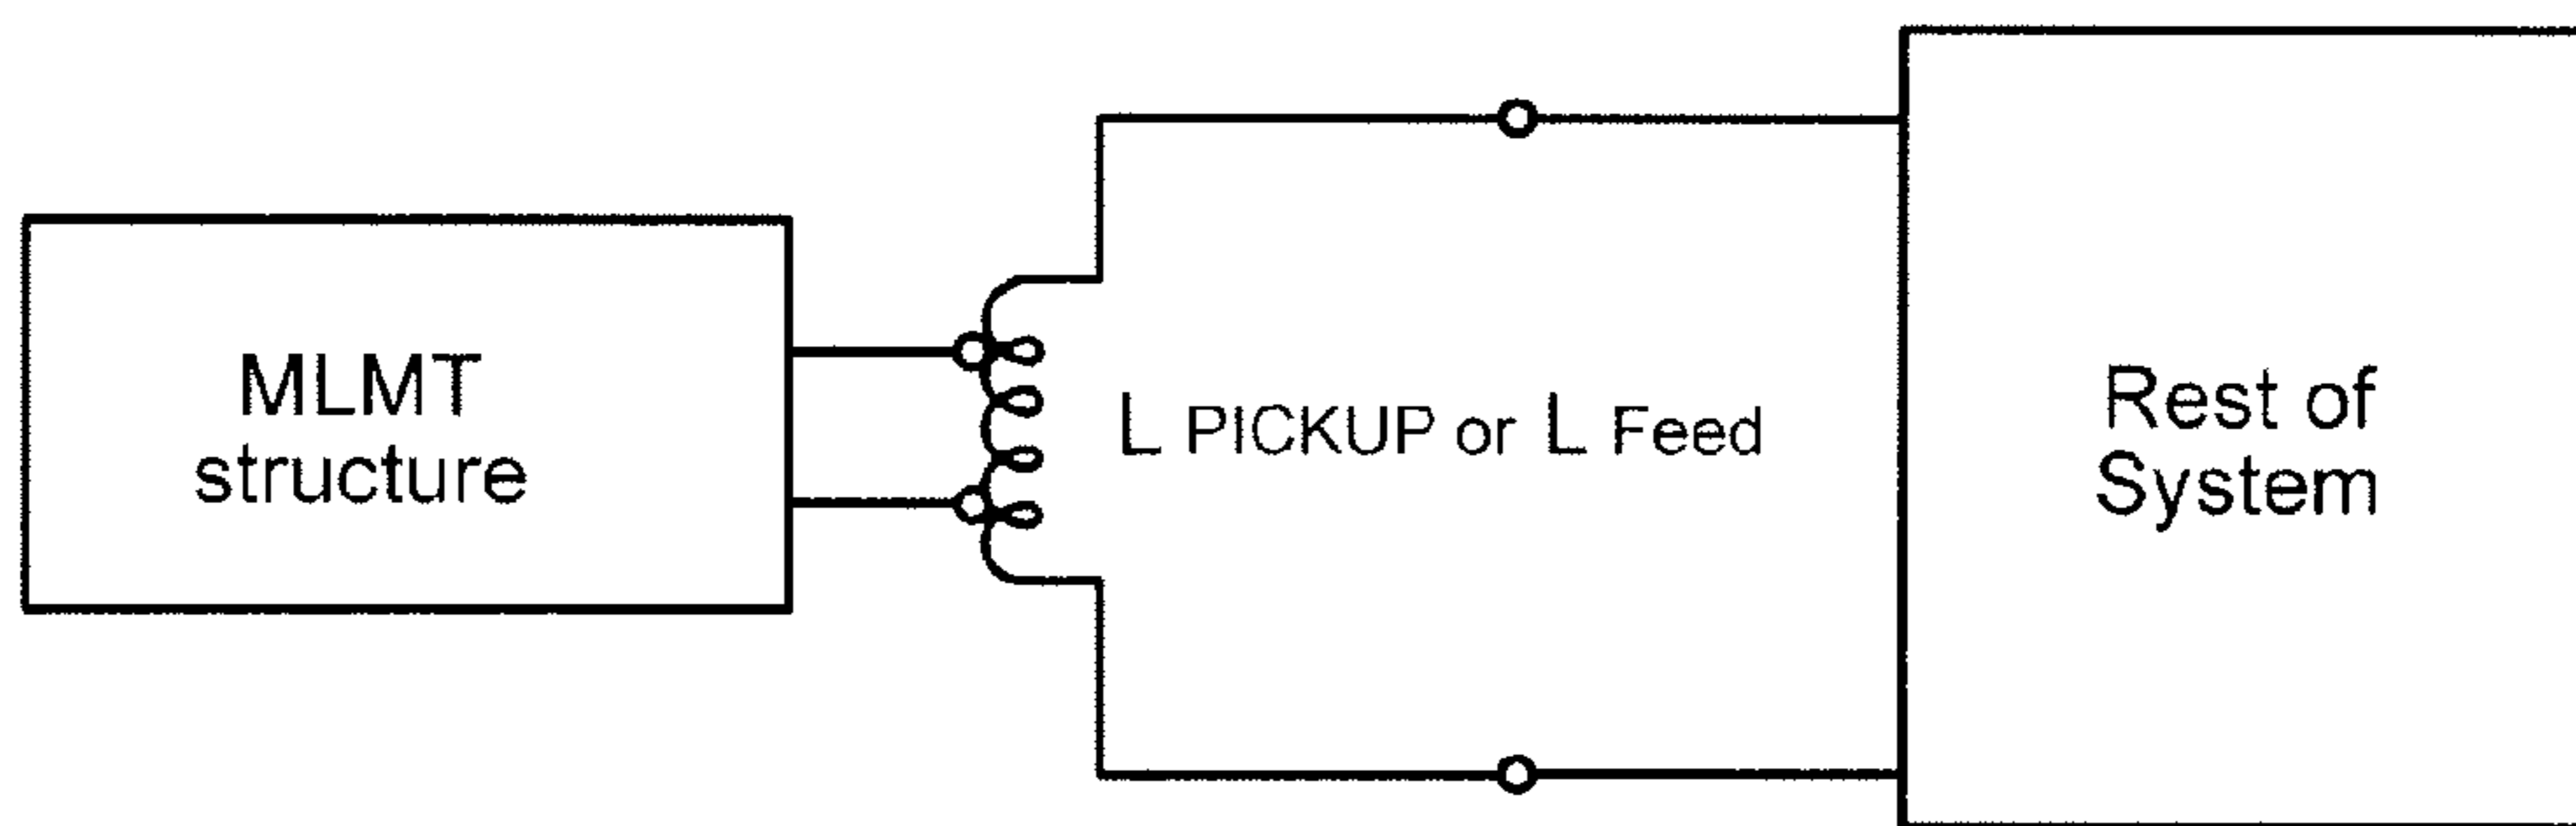 MLMT
structure
L PICKUP or L Feed
Rest of
System